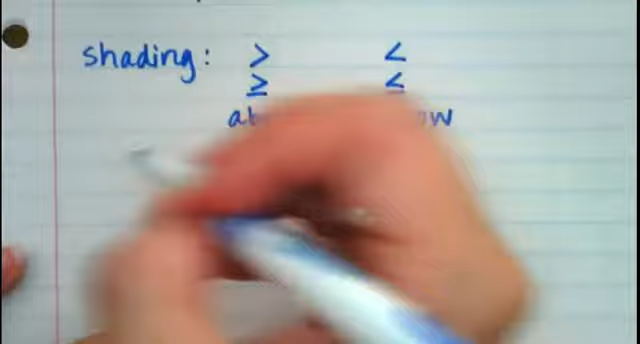 shading: > <
≥ ≤